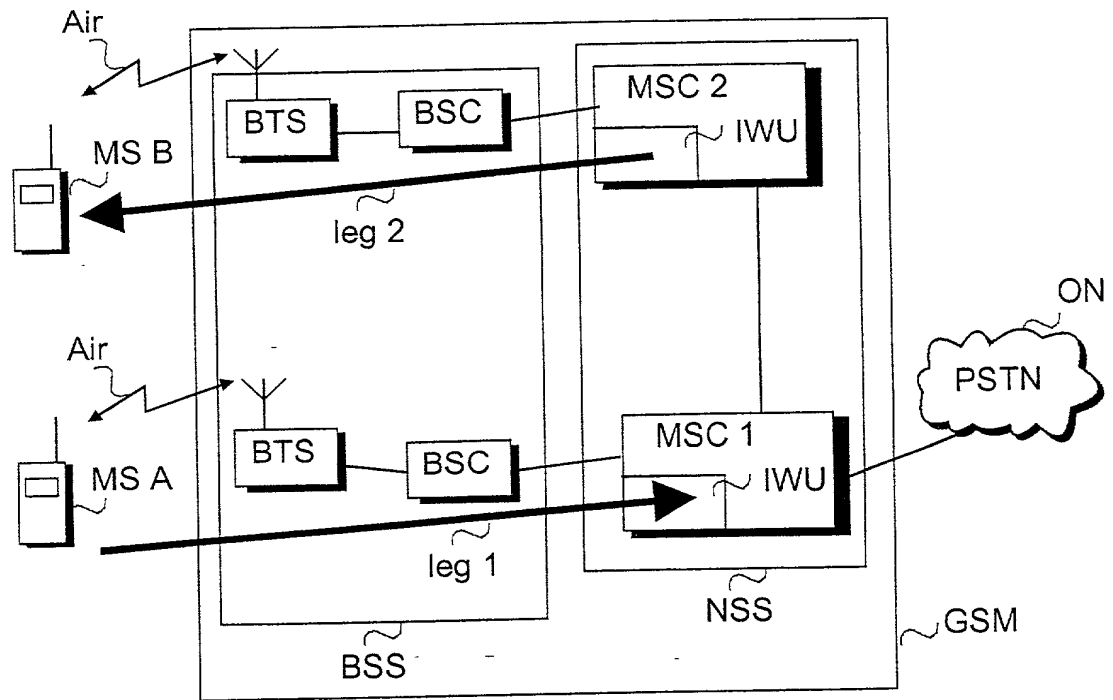 Air
MSC 2
BTS
BSC
IWU
MS B
leg 2
ON
Air
PSTN
MSC 1
BTS
BSC
IWU
MS A
leg 1
NSS
GSM
BSS